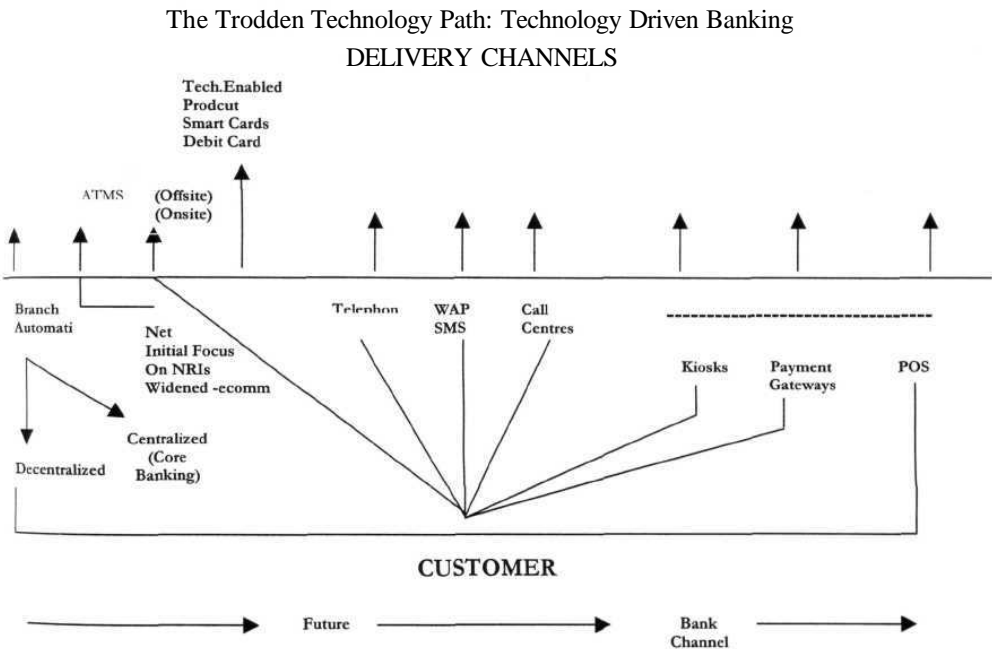 The Trodden Technology Path: Technology Driven Banking
DELIVERY CHANNELS
Tech.Enabled
Prodcut
Smart Cards
Debit Card
ATMS
(Offsite)
(Onsite)
Branch
Automati
Net
Initial Focus
On NRIs
Widened -ecomm
Telephon
WAP
SMS
Call
Centres
Kiosks
Payment
Gateways
POS
Decentralized
Centralized
(Core
Banking)
CUSTOMER
Future
Bank
Channel